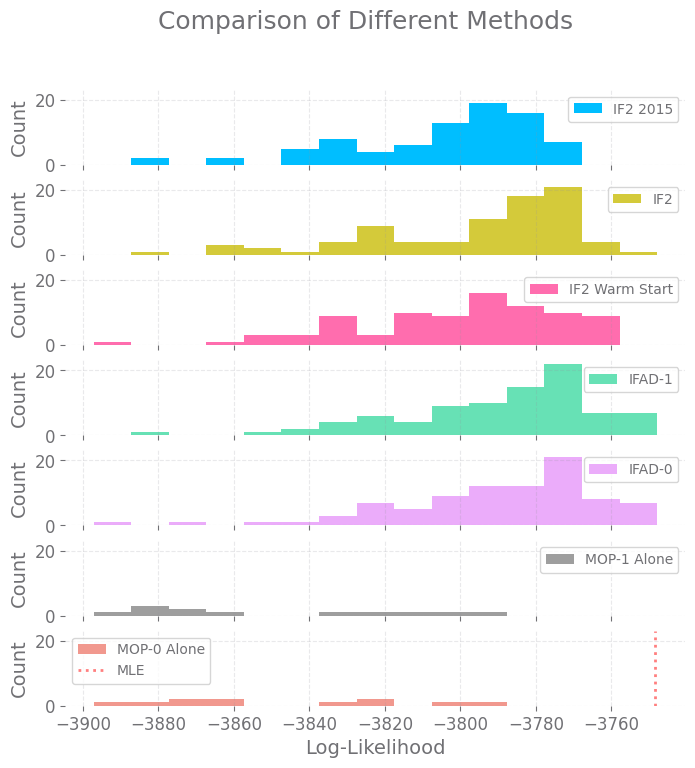 Comparison of Different Methods
20
0
Count
IF2 2015
20
0
Count
IF2
20
0
Count
IF2 Warm Start
20
0
Count
IFAD-1
20
0
Count
IFAD-0
20
0
Count
MOP-1 Alone
20
0
Count
MOP-0 Alone
MLE
−3900 −3880 −3860 −3840 −3820 −3800 −3780 −3760
Log-Likelihood